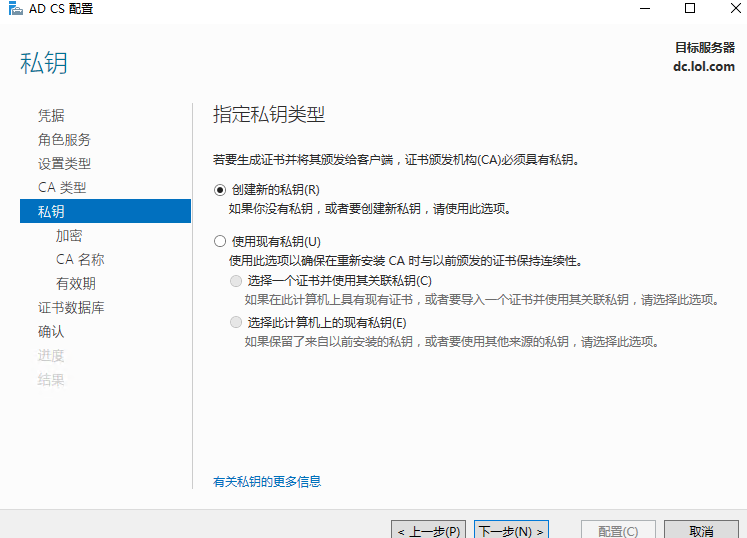 AD CS 配置
私钥
目标服务器
dc.lol.com
凭据
角色服务
设置类型
CA 类型
私钥
加密
CA 名称
有效期
证书数据库
确认
进度
结果
指定私钥类型
若要生成证书并将其颁发给客户端，证书颁发机构(CA)必须具有私钥。
创建新的私钥(R)
如果你没有私钥，或者要创建新私钥，请使用此选项。
使用现有私钥(U)
使用此选项以确保在重新安装 CA 时与以前颁发的证书保持连续性。
选择一个证书并使用其关联私钥(C)
如果在此计算机上具有现有证书，或者要导入一个证书并使用其关联私钥，请选择此选项。
选择此计算机上的现有私钥(E)
如果保留了来自以前安装的私钥，或者要使用其他来源的私钥，请选择此选项。
有关私钥的更多信息
< 上一步(P) 下一步(N) > 配置(C) 取消